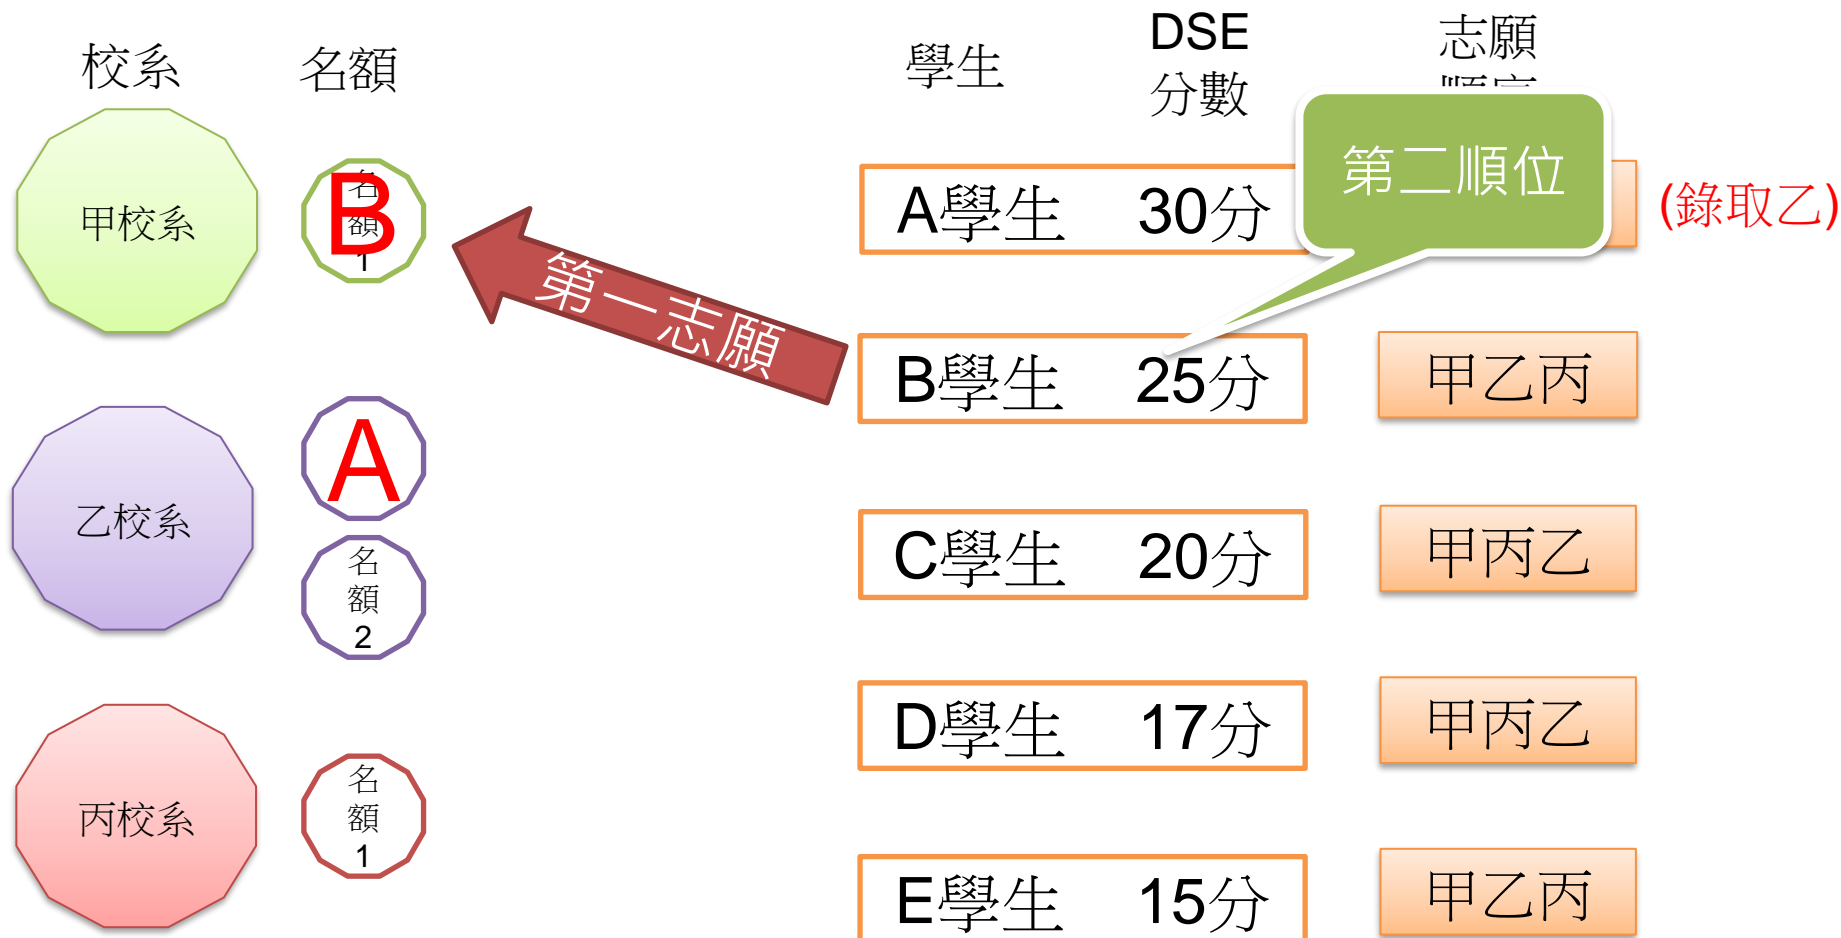 校系
名額
學生
DSE
分數
志願
第二順位
甲校系
B
名
額
1
第一志願
A學生 30分
(錄取乙)
B學生 25分
甲乙丙
乙校系
A
名
額
2
C學生 20分
甲丙乙
D學生 17分
甲丙乙
丙校系
名
額
1
E學生 15分
甲乙丙